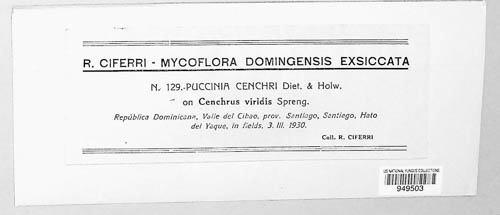 R. CIFERRI - MYCOFLORA DOMINGENSIS EXSICCATA
N. 129.-PUCCINIA CENCHRI Diet. & Holw.
on Cenchrus viridis Spreng.
República Dominicana, Valle del Cibao, prov. Santiago, Santiago, Hato
del Yaque, in fields, 3. III. 1930.
Coll. R. CIFERRI
US NATIONAL FUNGUS COLLECTIONS
949503